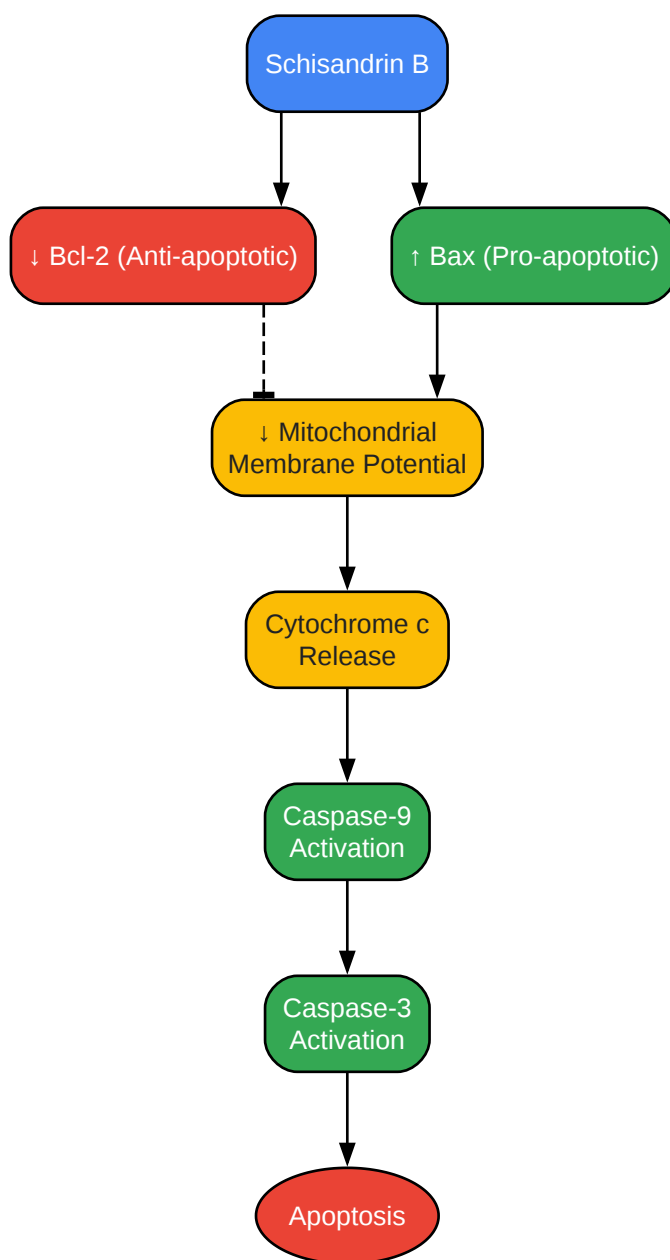 Schisandrin B
↓ Bcl-2 (Anti-apoptotic)
↑ Bax (Pro-apoptotic)
↓ Mitochondrial
Membrane Potential
Cytochrome c
Release
Caspase-9
Activation
Caspase-3
Activation
Apoptosis